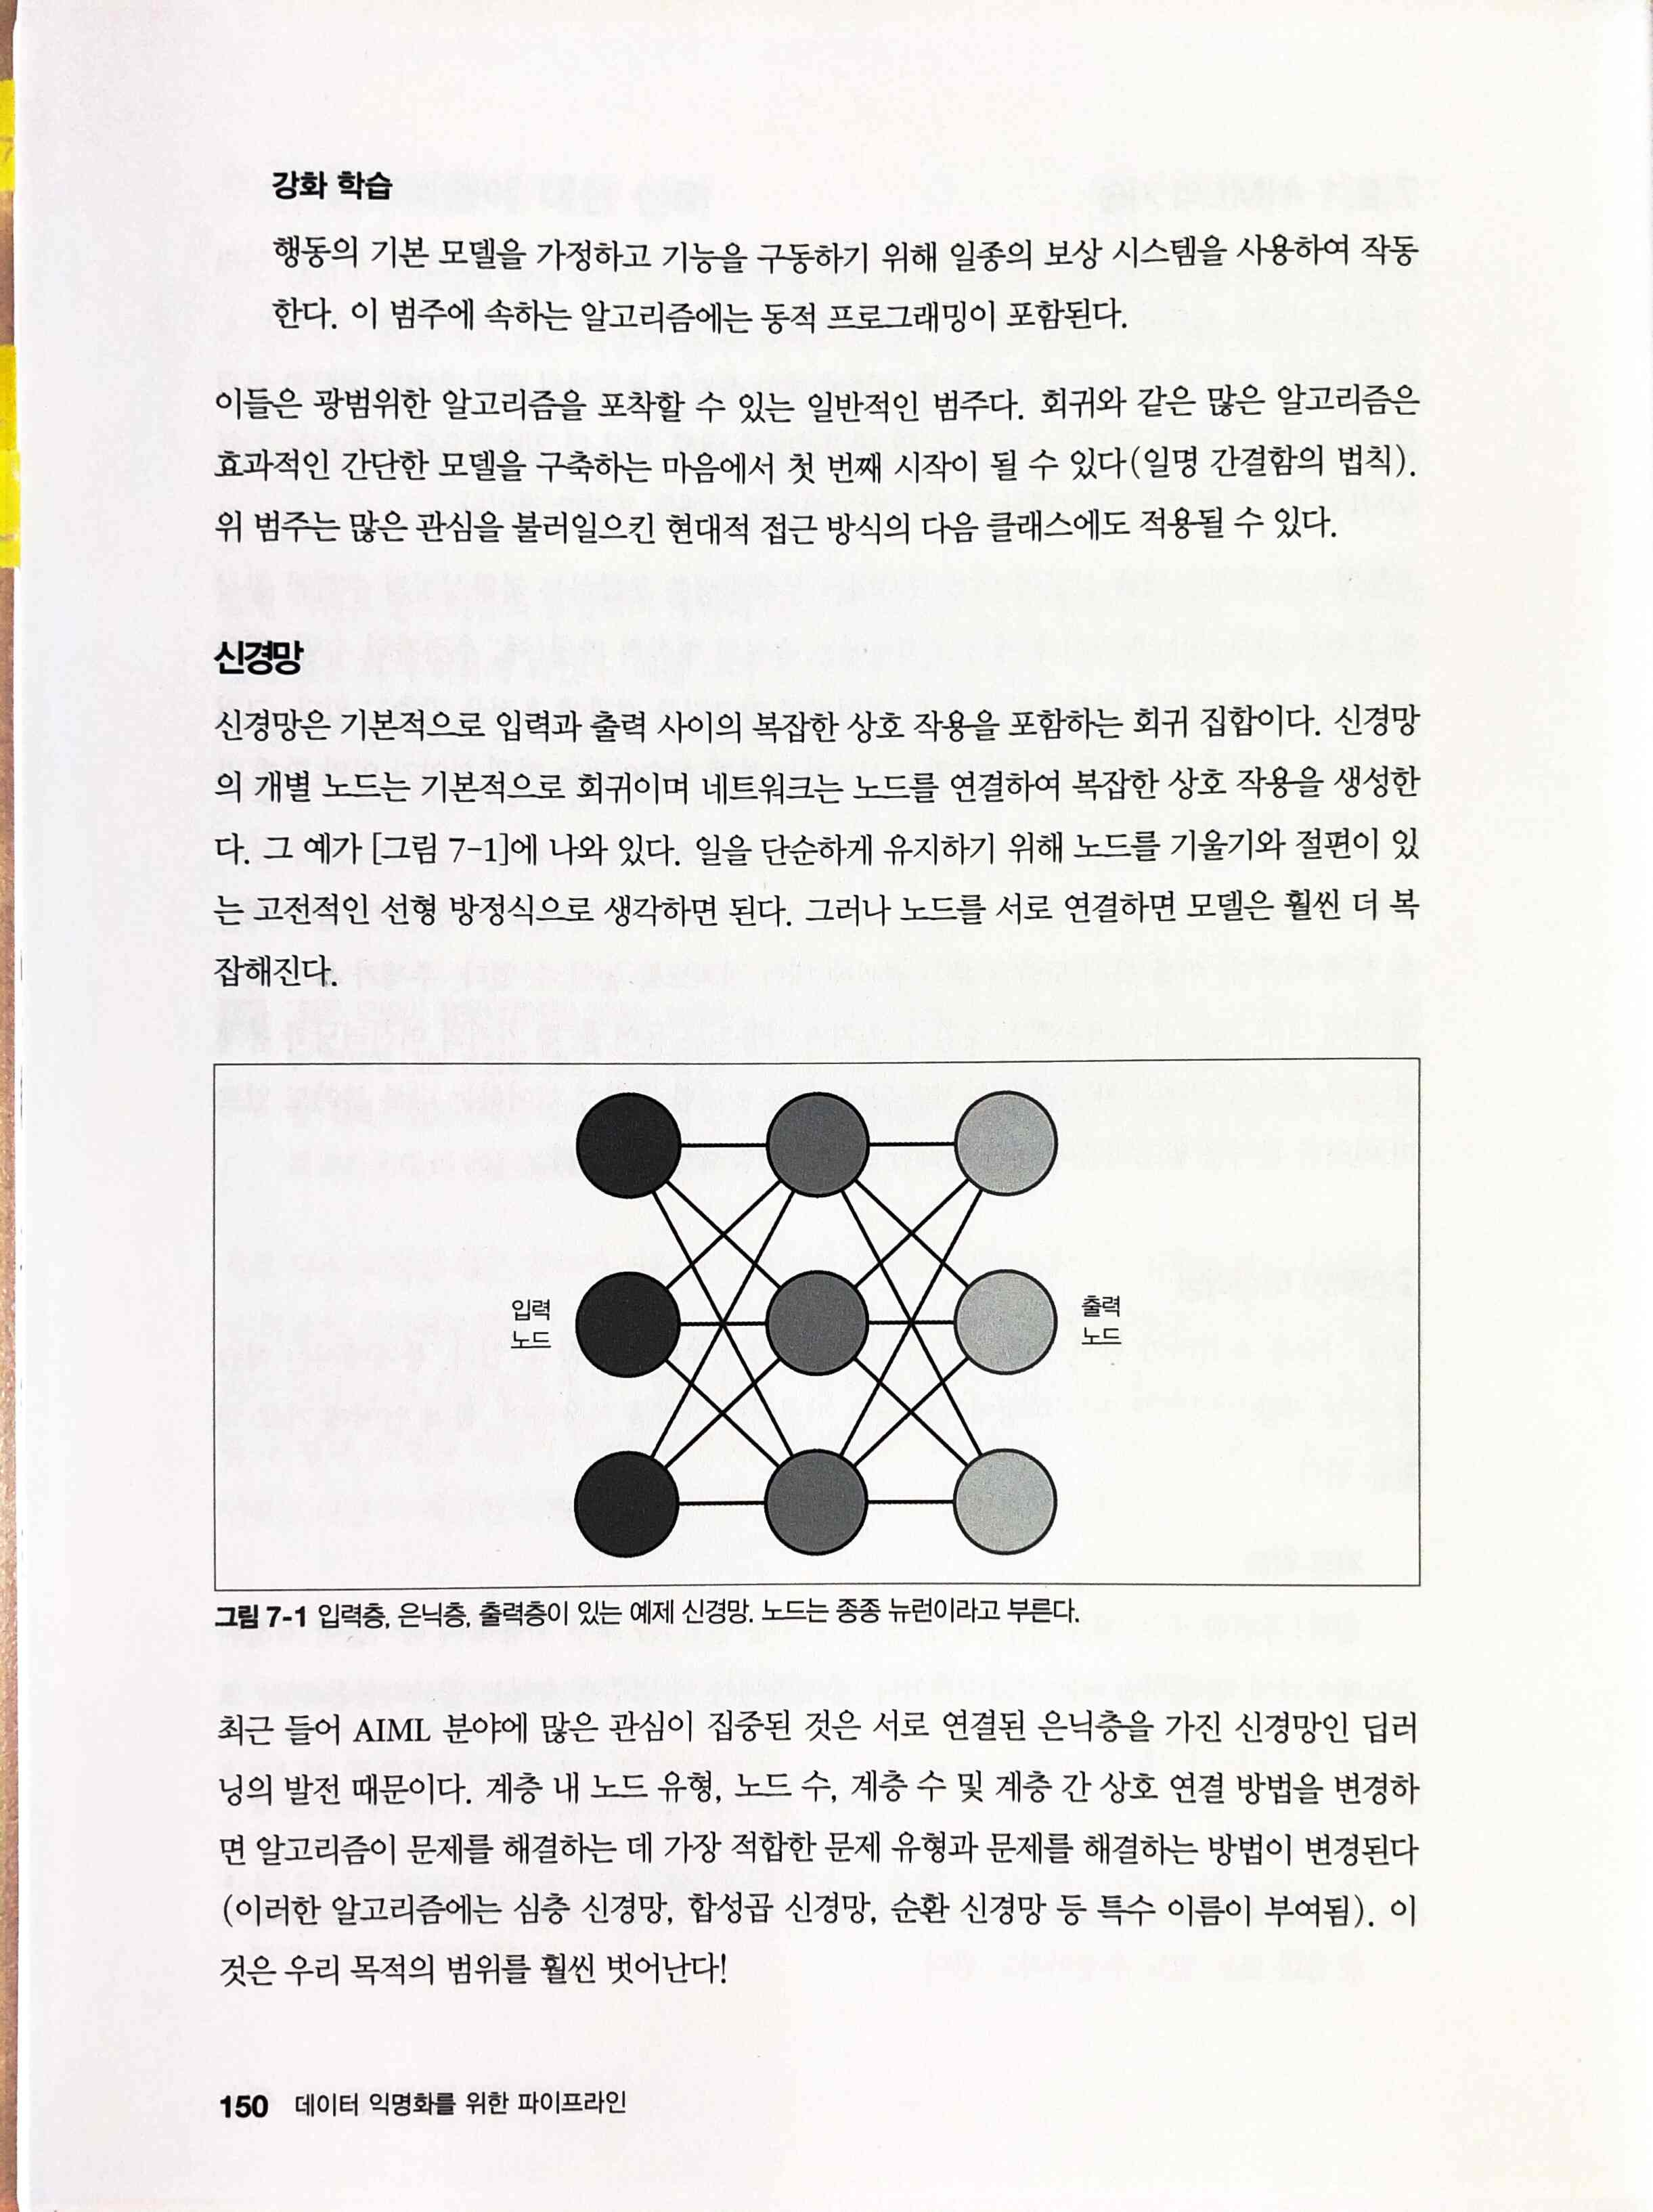 강화 학습
행동의 기본 모델을 가정하고 기능을 구동하기 위해 일종의 보상 시스템을 사용하여 작동
한다. 이 범주에 속하는 알고리즘에는 동적 프로그래밍이 포함된다.
이들은 광범위한 알고리즘을 포착할 수 있는 일반적인 범주다. 회귀와 같은 많은 알고리즘은
효과적인 간단한 모델을 구축하는 마음에서 첫 번째 시작이 될 수 있다(일명 간결함의 법칙).
위 범주는 많은 관심을 불러일으킨 현대적 접근 방식의 다음 클래스에도 적용될 수 있다.
신경망
신경망은 기본적으로 입력과 출력 사이의 복잡한 상호 작용을 포함하는 회귀 집합이다. 신경망
의 개별 노드는 기본적으로 회귀이며 네트워크는 노드를 연결하여 복잡한 상호 작용을 생성한
다. 그 예가 [그림 7-1]에 나와 있다. 일을 단순하게 유지하기 위해 노드를 기울기와 절편이 있
는 고전적인 선형 방정식으로 생각하면 된다. 그러나 노드를 서로 연결하면 모델은 훨씬 더 복
잡해진다.
입력
노드
출력
노드
그림 7-1 입력층, 은닉층, 출력층이 있는 예제 신경망. 노드는 종종 뉴런이라고 부른다.
최근 들어 AIML 분야에 많은 관심이 집중된 것은 서로 연결된 은닉층을 가진 신경망인 딥러
닝의 발전 때문이다. 계층 내 노드 유형, 노드 수, 계층 수 및 계층 간 상호 연결 방법을 변경하
면 알고리즘이 문제를 해결하는 데 가장 적합한 문제 유형과 문제를 해결하는 방법이 변경된다
(이러한 알고리즘에는 심층 신경망, 합성곱 신경망, 순환 신경망 등 특수 이름이 부여됨). 이
것은 우리 목적의 범위를 훨씬 벗어난다!
150 데이터 익명화를 위한 파이프라인